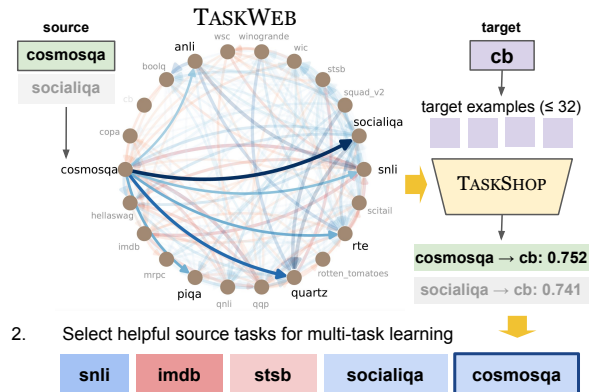 source
TASKWEB
target
cosmosqa
socialiqa
cb
target examples (≤ 32)
wsc
winogrande
anli
wic
boolq
stsb
cb
squad_v2
copa
socialiqa
cosmosqa
snli
hellaswag
scitail
imdb
rte
mrpc
rotten_tomatoes
piqa
quartz
qnli
qqp
TASKSHOP
cosmosqa → cb: 0.752
socialiqa → cb: 0.741
2. Select helpful source tasks for multi-task learning
snli imdb stsb socialiqa cosmosqa